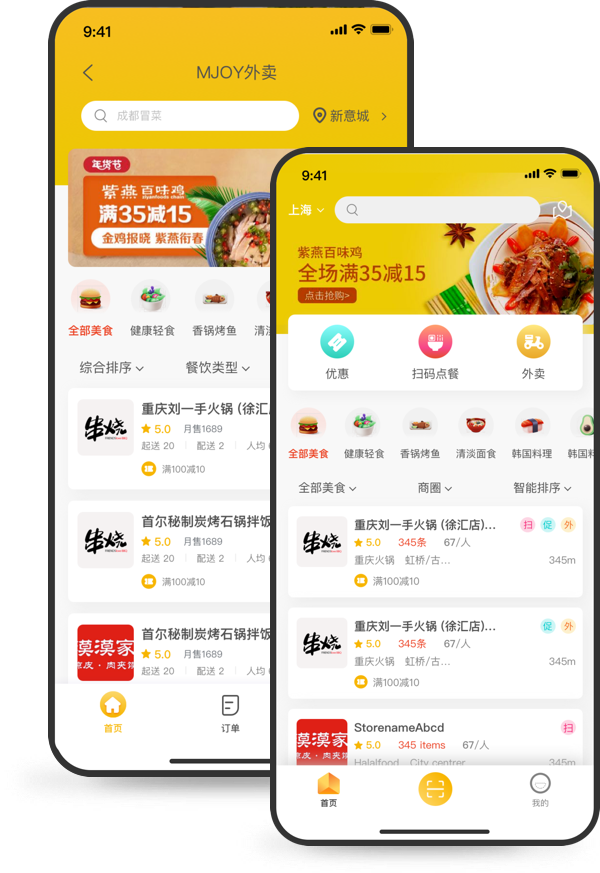 9:41
MJOY外卖
成都冒菜
新意城
年货节
紫燕百味鸡
ziyanfoods chain
满35减15
金鸡报晓 紫燕衔春
全部美食
健康轻食
香锅烤鱼
综合排序
餐饮类型
串烧
重庆刘一手火锅 (徐汇
5.0 月售1689
起送 20 配送 2 人均
满100减10
串烧
首尔秘制炭烤石锅拌饭
5.0 月售1689
起送 20 配送 2 人均
满100减10
漠漠家
凉皮·肉夹馍
首尔秘制炭烤石锅拌饭
5.0 月售1689
起送 20 配送 2 人均
首页
订单
9:41
上海
紫燕百味鸡
全场满35减15
点击抢购>
优惠
扫码点餐
外卖
全部美食
健康轻食
香锅烤鱼
清淡面食
韩国料理
韩国料
全部美食
商圈
智能排序
串烧
重庆刘一手火锅 (徐汇店)...
扫 促 外
5.0 345条 67/人
重庆火锅 虹桥/古... 345m
满100减10
串烧
重庆刘一手火锅 (徐汇店)...
促 外
5.0 345条 67/人
重庆火锅 虹桥/古... 345m
满100减10
漠漠家
StorenameAbcd
扫
5.0 345 items 67/人
Halalfood City centrer 345m
首页
我的